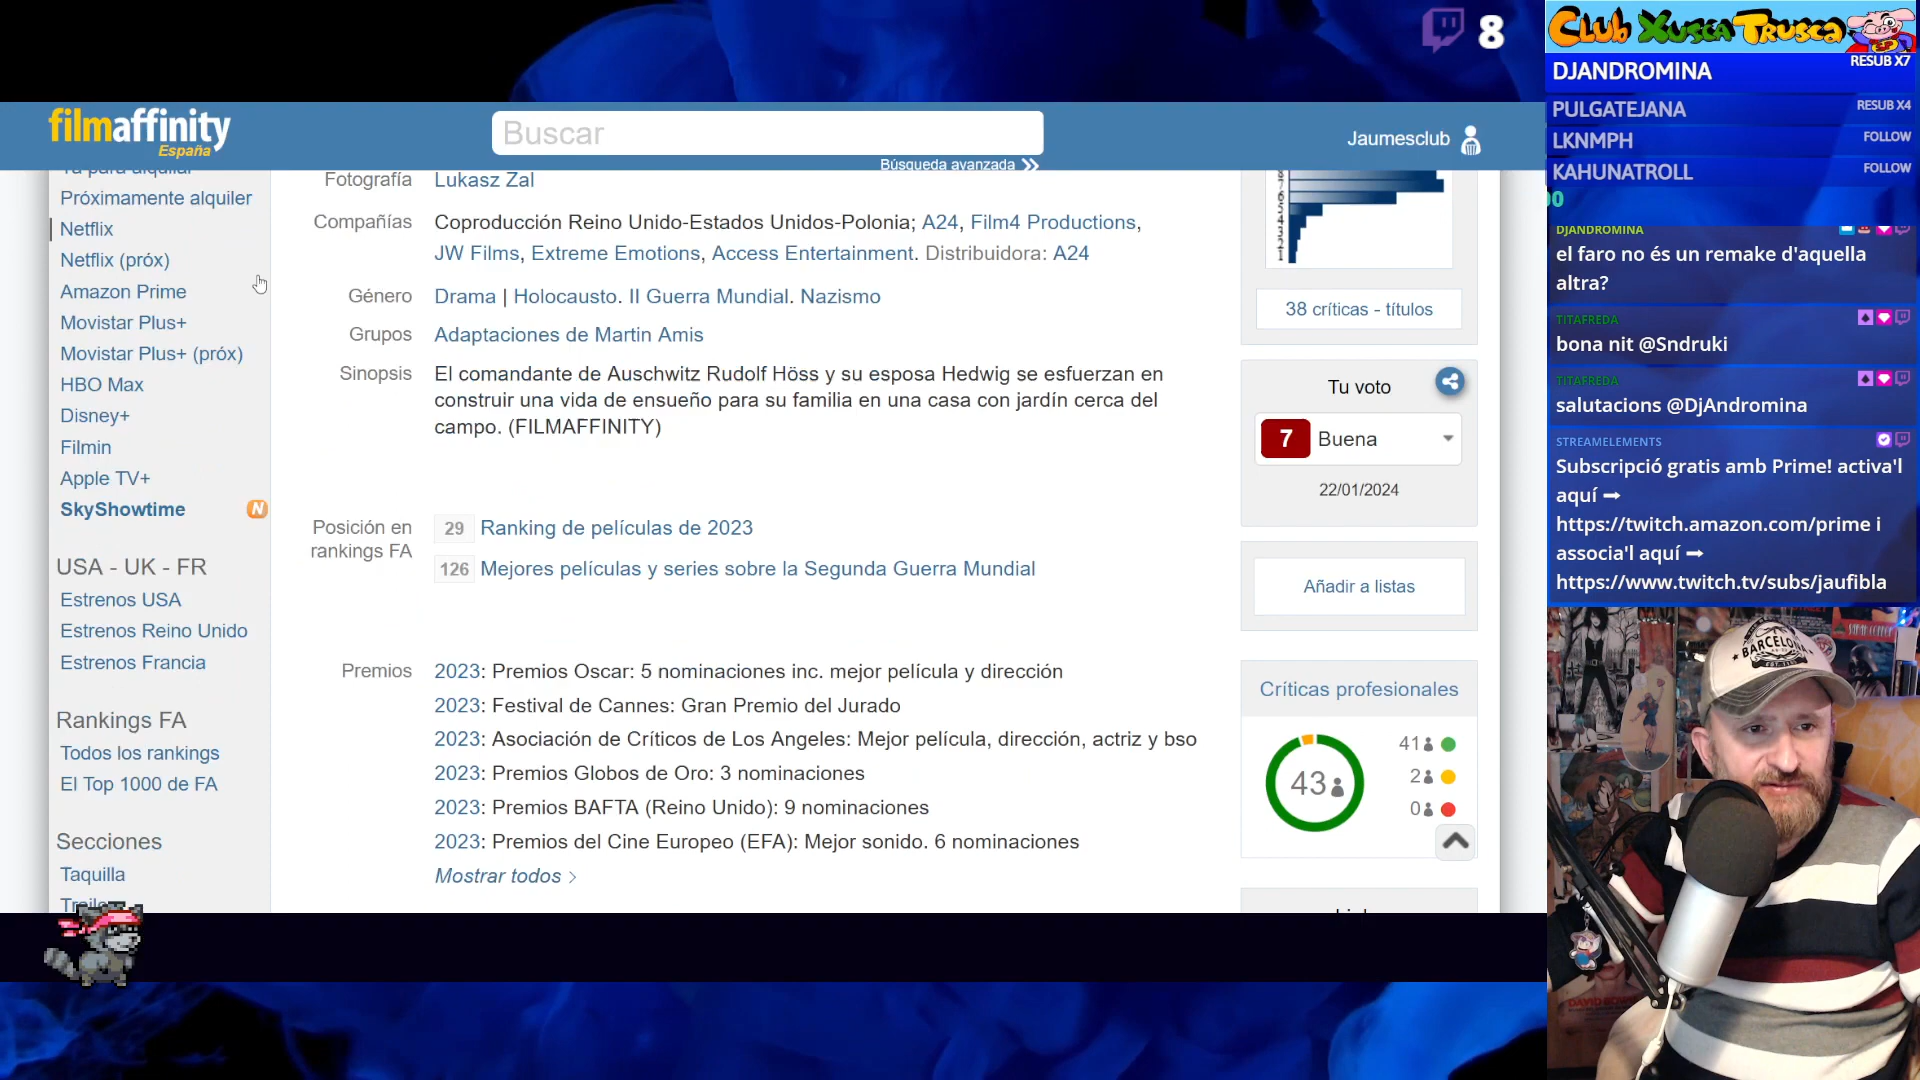 8
Club Xusca Trusca
DJANDROMINA RESUB X7
PULGATEJANA RESUB X4
LKNMPH FOLLOW
KAHUNATROLL FOLLOW
filmaffinity
España
Buscar
Búsqueda avanzada
Jaumesclub
Próximamente alquiler
Netflix
Netflix (próx)
Amazon Prime
Movistar Plus+
Movistar Plus+ (próx)
HBO Max
Disney+
Filmin
Apple TV+
SkyShowtime N
USA - UK - FR
Estrenos USA
Estrenos Reino Unido
Estrenos Francia
Rankings FA
Todos los rankings
El Top 1000 de FA
Secciones
Taquilla
Fotografía Lukasz Zal
Compañías Coproducción Reino Unido-Estados Unidos-Polonia; A24, Film4 Productions,
JW Films, Extreme Emotions, Access Entertainment. Distribuidora: A24
Género Drama | Holocausto. II Guerra Mundial. Nazismo
Grupos Adaptaciones de Martin Amis
Sinopsis El comandante de Auschwitz Rudolf Höss y su esposa Hedwig se esfuerzan en
construir una vida de ensueño para su familia en una casa con jardín cerca del
campo. (FILMAFFINITY)
Posición en
rankings FA
29 Ranking de películas de 2023
126 Mejores películas y series sobre la Segunda Guerra Mundial
Premios 2023: Premios Oscar: 5 nominaciones inc. mejor película y dirección
2023: Festival de Cannes: Gran Premio del Jurado
2023: Asociación de Críticos de Los Angeles: Mejor película, dirección, actriz y bso
2023: Premios Globos de Oro: 3 nominaciones
2023: Premios BAFTA (Reino Unido): 9 nominaciones
2023: Premios del Cine Europeo (EFA): Mejor sonido. 6 nominaciones
Mostrar todos
7
6
5
4
3
2
1
38 críticas - títulos
Tu voto
7 Buena
22/01/2024
Añadir a listas
Críticas profesionales
43
41
2
0
DJANDROMINA
el faro no és un remake d'aquella
altra?
TITAFREDA
bona nit @Sndruki
TITAFREDA
salutacions @DjAndromina
STREAMELEMENTS
Subscripció gratis amb Prime! activa'l
aquí ➞
https://twitch.amazon.com/prime i
associa'l aquí ➞
https://www.twitch.tv/subs/jaufibla
BARCELONA